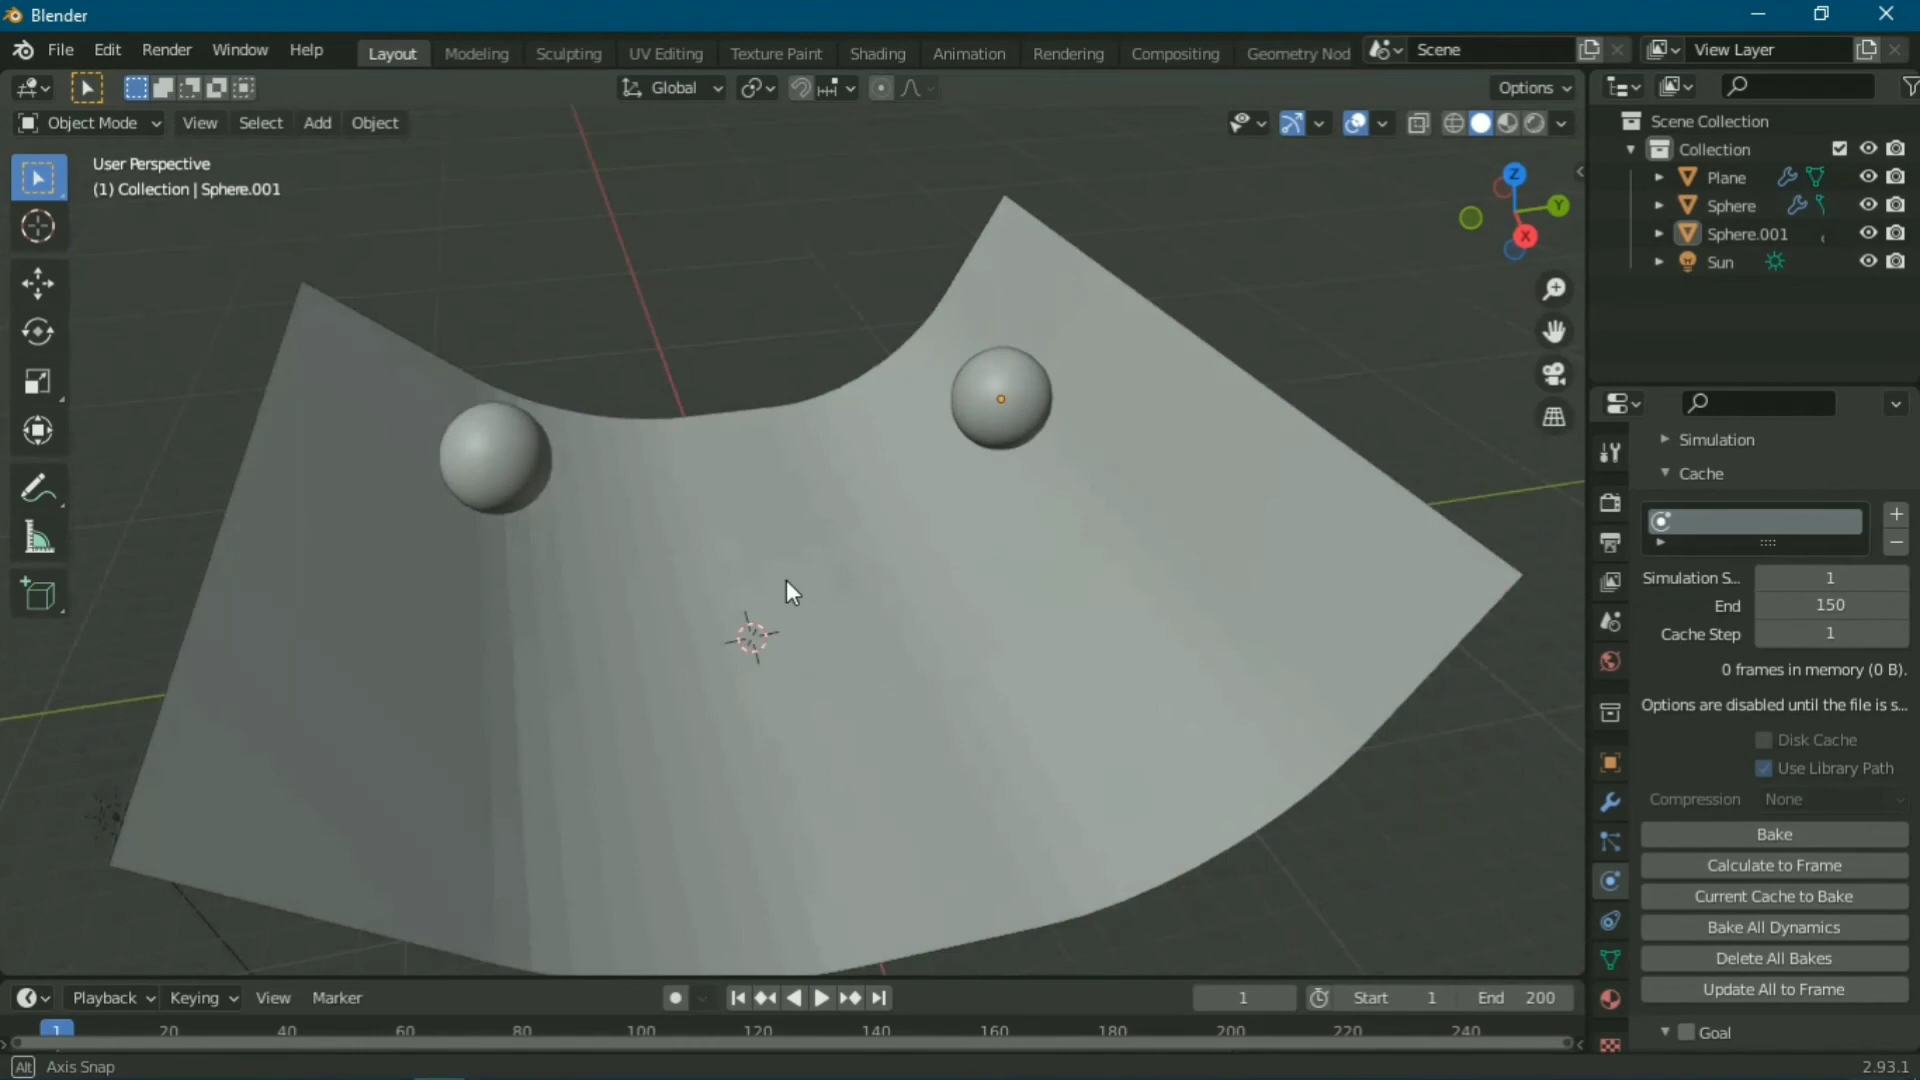 Blender
File Edit Render Window Help Layout Modeling Sculpting UV Editing Texture Paint Shading Animation Rendering Compositing Geometry Nod Scene View Layer
Global Options
Object Mode View Select Add Object
User Perspective
(1) Collection | Sphere.001
Z
Y
X
Scene Collection
Collection
Plane
Sphere
Sphere.001
Sun
Simulation
Cache
Simulation S... 1
End 150
Cache Step 1
0 frames in memory (0 B).
Options are disabled until the file is s...
Disk Cache
Use Library Path
Compression None
Bake
Calculate to Frame
Current Cache to Bake
Bake All Dynamics
Delete All Bakes
Update All to Frame
Goal
Playback Keying View Marker 1 Start 1 End 200
1 20 40 60 80 100 120 140 160 180 200 220 240
Alt Axis Snap 2.93.1